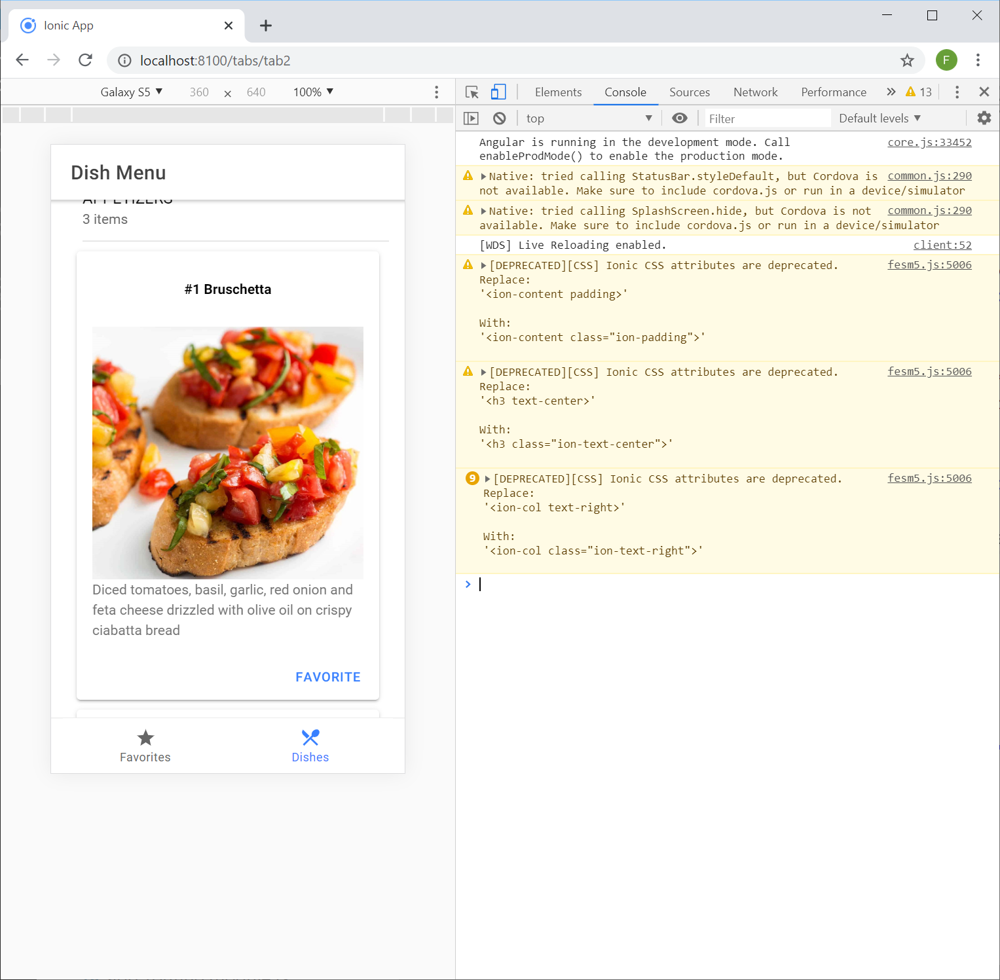 Ionic App
localhost:8100/tabs/tab2
F
Galaxy S5 ▼ 360 × 640 100% ▼
Elements Console Sources Network Performance » 13
top ▼ Filter Default levels ▼
Dish Menu
APPETIZERS
3 items
#1 Bruschetta
Diced tomatoes, basil, garlic, red onion and
feta cheese drizzled with olive oil on crispy
ciabatta bread
FAVORITE
Favorites Dishes
Angular is running in the development mode. Call core.js:33452
enableProdMode() to enable the production mode.
Native: tried calling StatusBar.styleDefault, but Cordova is common.js:290
not available. Make sure to include cordova.js or run in a device/simulator
Native: tried calling SplashScreen.hide, but Cordova is not common.js:290
available. Make sure to include cordova.js or run in a device/simulator
[WDS] Live Reloading enabled. client:52
[DEPRECATED][CSS] Ionic CSS attributes are deprecated. fesm5.js:5006
Replace:
'<ion-content padding>'
With:
'<ion-content class="ion-padding">'
[DEPRECATED][CSS] Ionic CSS attributes are deprecated. fesm5.js:5006
Replace:
'<h3 text-center>'
With:
'<h3 class="ion-text-center">'
9 [DEPRECATED][CSS] Ionic CSS attributes are deprecated. fesm5.js:5006
Replace:
'<ion-col text-right>'
With:
'<ion-col class="ion-text-right">'